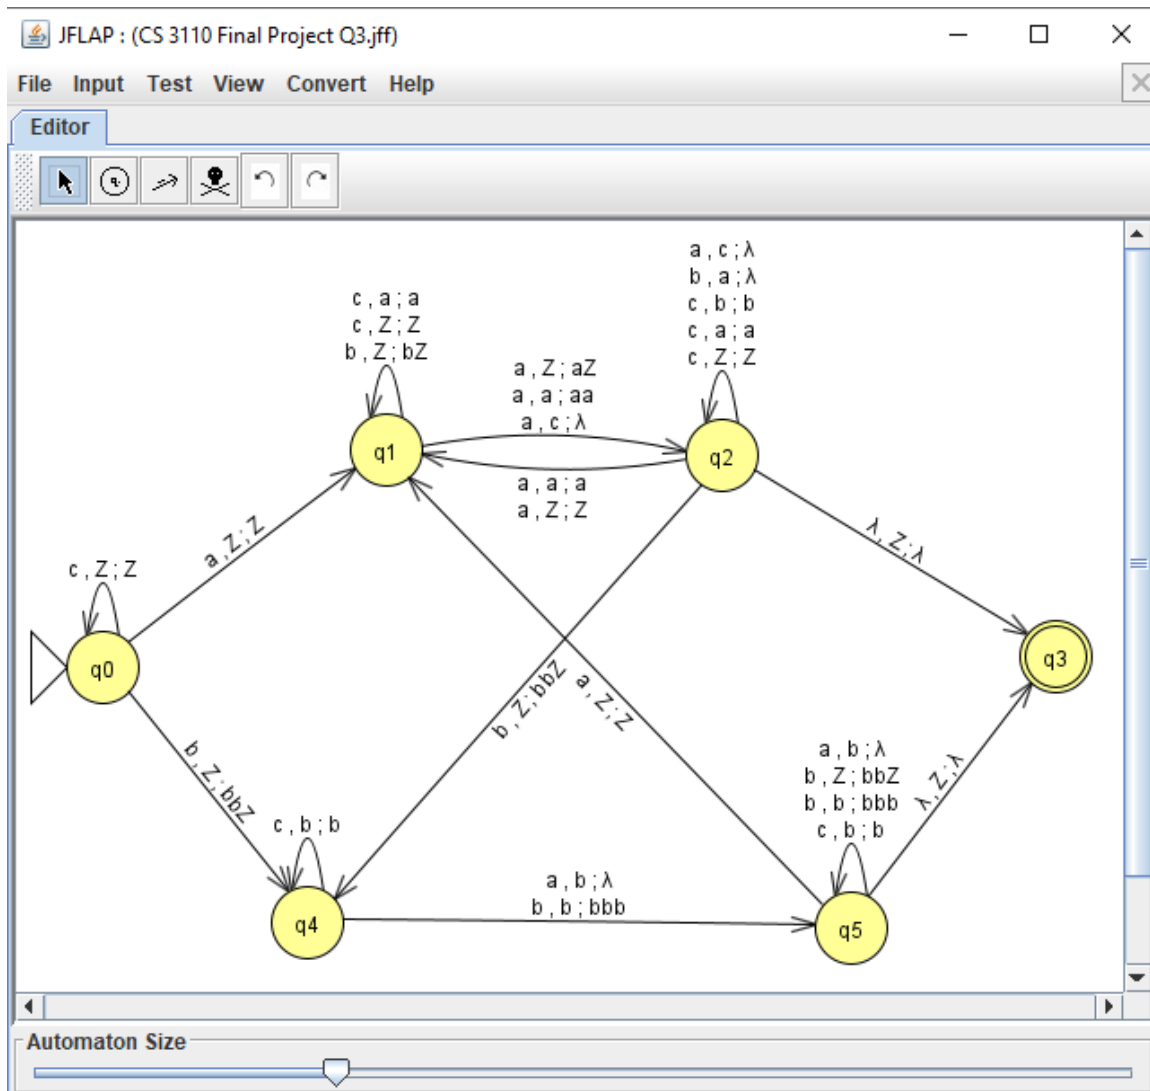 JFLAP : (CS 3110 Final Project Q3.jff)
File Input Test View Convert Help
Editor
a , c ; λ
b , a ; λ
c , b ; b
c , a ; a
c , Z ; Z
c , a ; a
c , Z ; Z
b , Z ; bZ
a , Z ; aZ
a , a ; aa
a , c ; λ
q1
q2
a , a ; a
a , Z ; Z
a , Z ; Z
λ , Z ; λ
c , Z ; Z
q0
q3
b , Z ; bbZ
a , Z ; Z
b , Z ; bbZ
a , b ; λ
b , Z ; bbZ
b , b ; bbb
c , b ; b
λ , Z ; λ
c , b ; b
a , b ; λ
b , b ; bbb
q4
q5
Automaton Size